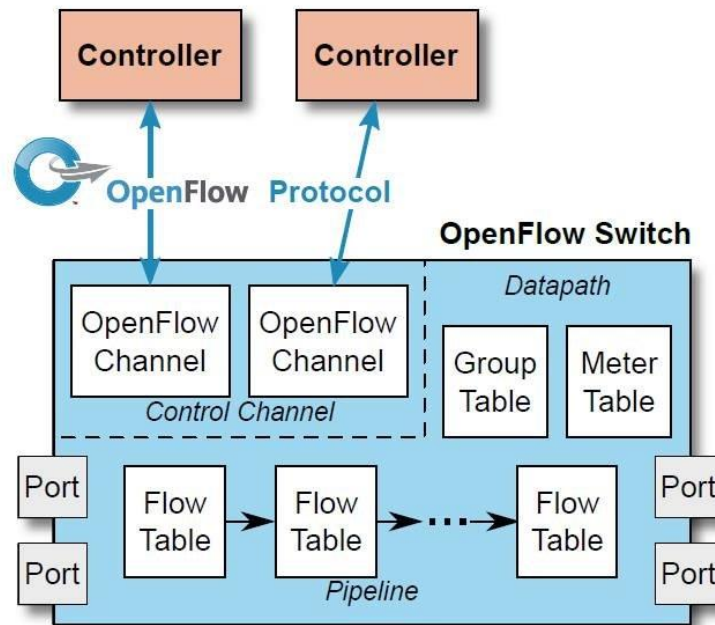 Controller
Controller
OpenFlow Protocol
™
OpenFlow Switch
Datapath
OpenFlow
Channel
OpenFlow
Channel
Control Channel
Group
Table
Meter
Table
Port
Port
Flow
Table
Flow
Table
...
Flow
Table
Port
Port
Pipeline